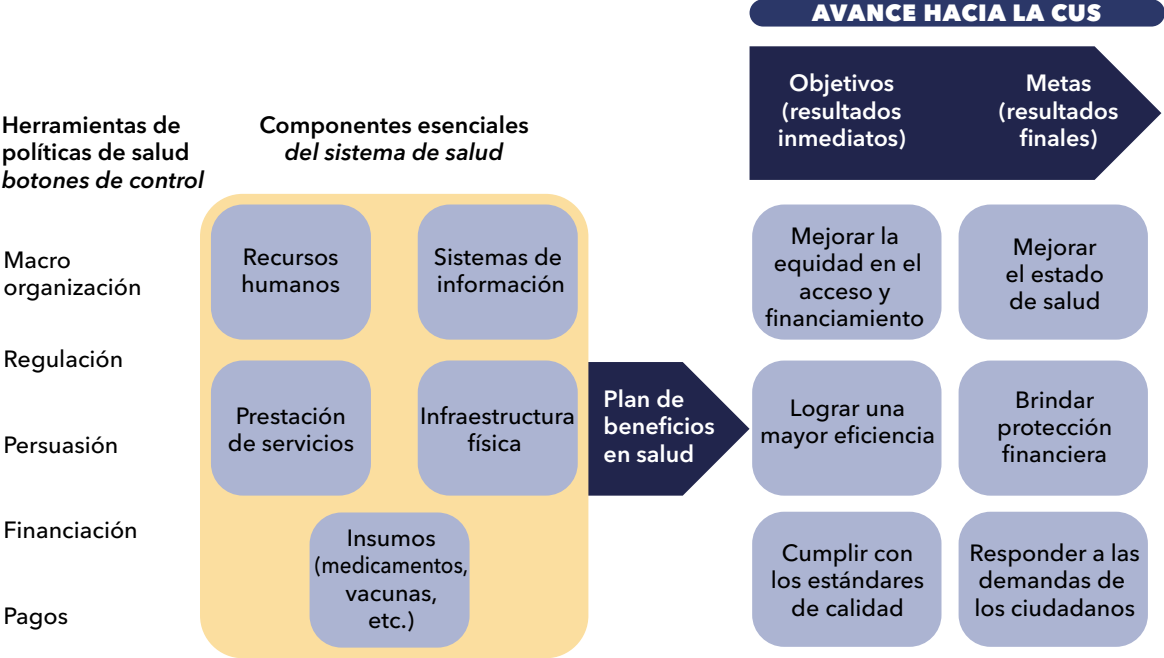 AVANCE HACIA LA CUS
Objetivos
(resultados
inmediatos)
Metas
(resultados
finales)
Herramientas de
políticas de salud
botones de control
Componentes esenciales
del sistema de salud
Macro
organización
Regulación
Persuasión
Financiación
Pagos
Recursos
humanos
Sistemas de
información
Prestación
de servicios
Infraestructura
física
Insumos
(medicamentos,
vacunas,
etc.)
Plan de
beneficios
en salud
Mejorar la
equidad en el
acceso y
financiamiento
Mejorar
el estado
de salud
Lograr una
mayor eficiencia
Brindar
protección
financiera
Cumplir con
los estándares
de calidad
Responder a las
demandas de
los ciudadanos